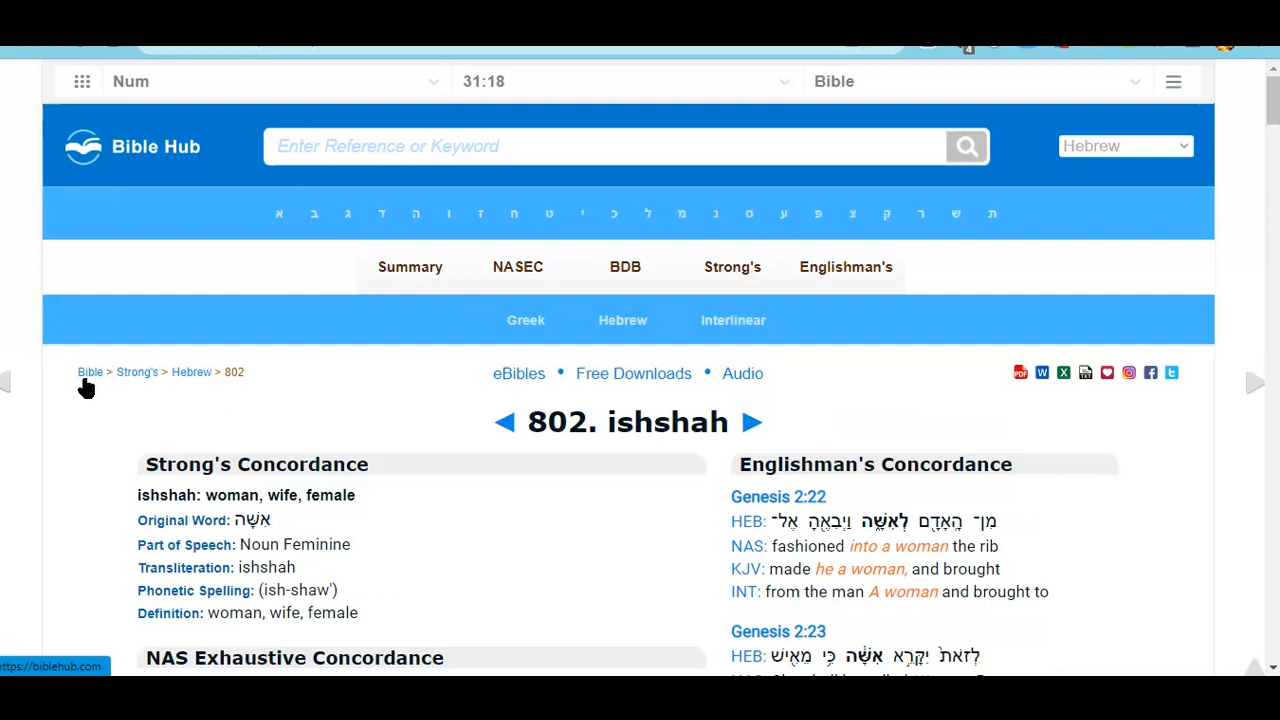 4
Num 31:18 Bible
Bible Hub Enter Reference or Keyword Hebrew
א ב ג ד ה ו ז ח ט י כ ל מ נ ס ע פ צ ק ר ש ת
Summary NASEC BDB Strong's Englishman's
Greek Hebrew Interlinear
Bible > Strong's > Hebrew > 802
eBibles • Free Downloads • Audio
◄ 802. ishshah ►
Strong's Concordance
ishshah: woman, wife, female
Original Word: אִשָּׁה
Part of Speech: Noun Feminine
Transliteration: ishshah
Phonetic Spelling: (ish-shaw')
Definition: woman, wife, female
NAS Exhaustive Concordance
Englishman's Concordance
Genesis 2:22
HEB: מִן־ הָֽאָדָ֖ם לְאִשָּׁ֑ה וַיְבִאֶ֖הָ אֶל־
NAS: fashioned into a woman the rib
KJV: made he a woman, and brought
INT: from the man A woman and brought to
Genesis 2:23
HEB: לְזֹאת֙ יִקָּרֵ֣א אִשָּׁ֔ה כִּ֥י מֵאִ֖ישׁ
https://biblehub.com